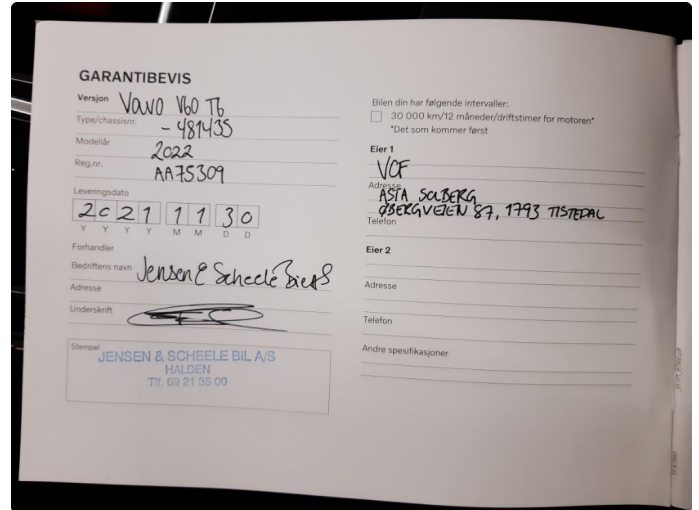 GARANTIBEVIS
Versjon Volvo V60 T6
Type/chassisnr. - 481435
Modellår 2022
Reg.nr. AA75309
Leveringsdato
2021 11 30
Y Y Y Y M M D D
Forhandler
Bedriftens navn Jensen & Scheele Bil A/S
Adresse
Underskrift
Stempel
JENSEN & SCHEELE BIL A/S
HALDEN
Tlf. 69 21 35 00
Bilen din har følgende intervaller:
30 000 km/12 måneder/driftstimer for motoren*
*Det som kommer først
Eier 1
VCF
Adresse ASTA SOLBERG
ØBERGVEIEN 87, 1793 TISTEDAL
Telefon
Eier 2
Adresse
Telefon
Andre spesifikasjoner